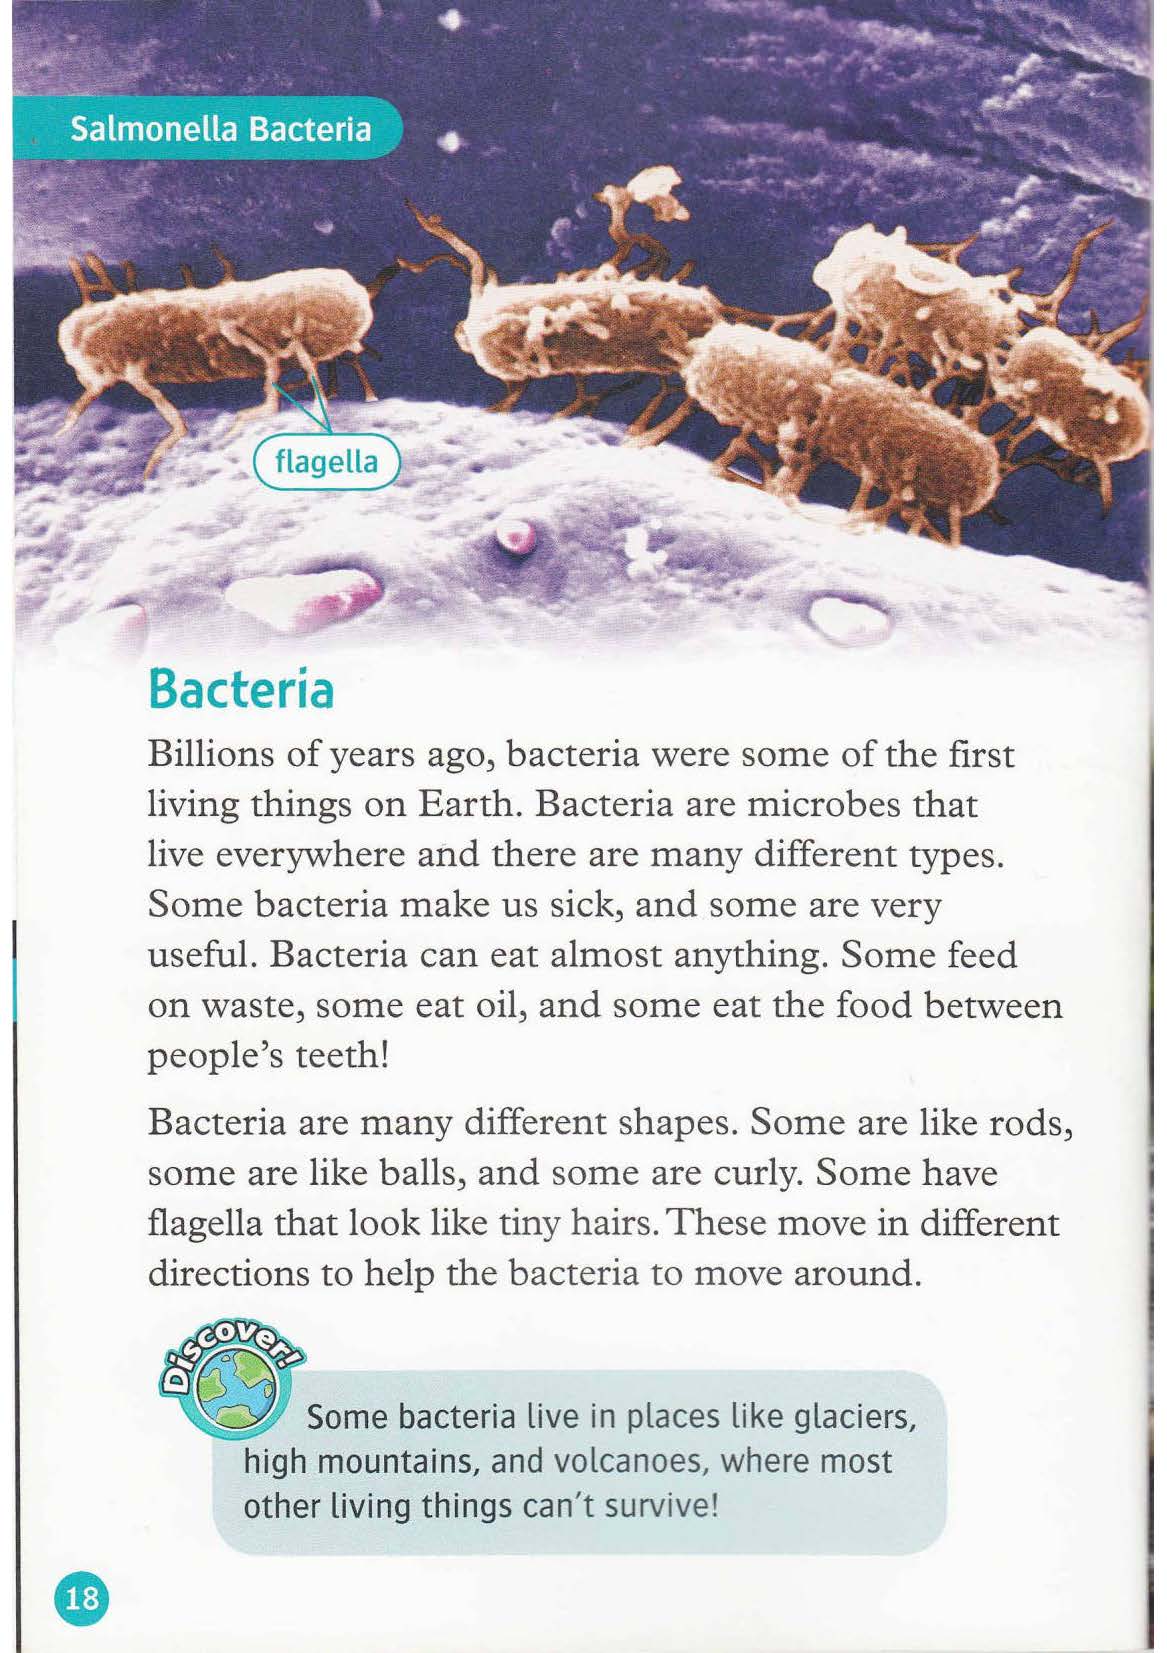 Salmonella Bacteria
flagella
Bacteria
Billions of years ago, bacteria were some of the first
living things on Earth. Bacteria are microbes that
live everywhere and there are many different types.
Some bacteria make us sick, and some are very
useful. Bacteria can eat almost anything. Some feed
on waste, some eat oil, and some eat the food between
people's teeth!
Bacteria are many different shapes. Some are like rods,
some are like balls, and some are curly. Some have
flagella that look like tiny hairs. These move in different
directions to help the bacteria to move around.
Discover!
Some bacteria live in places like glaciers,
high mountains, and volcanoes, where most
other living things can't survive!
18